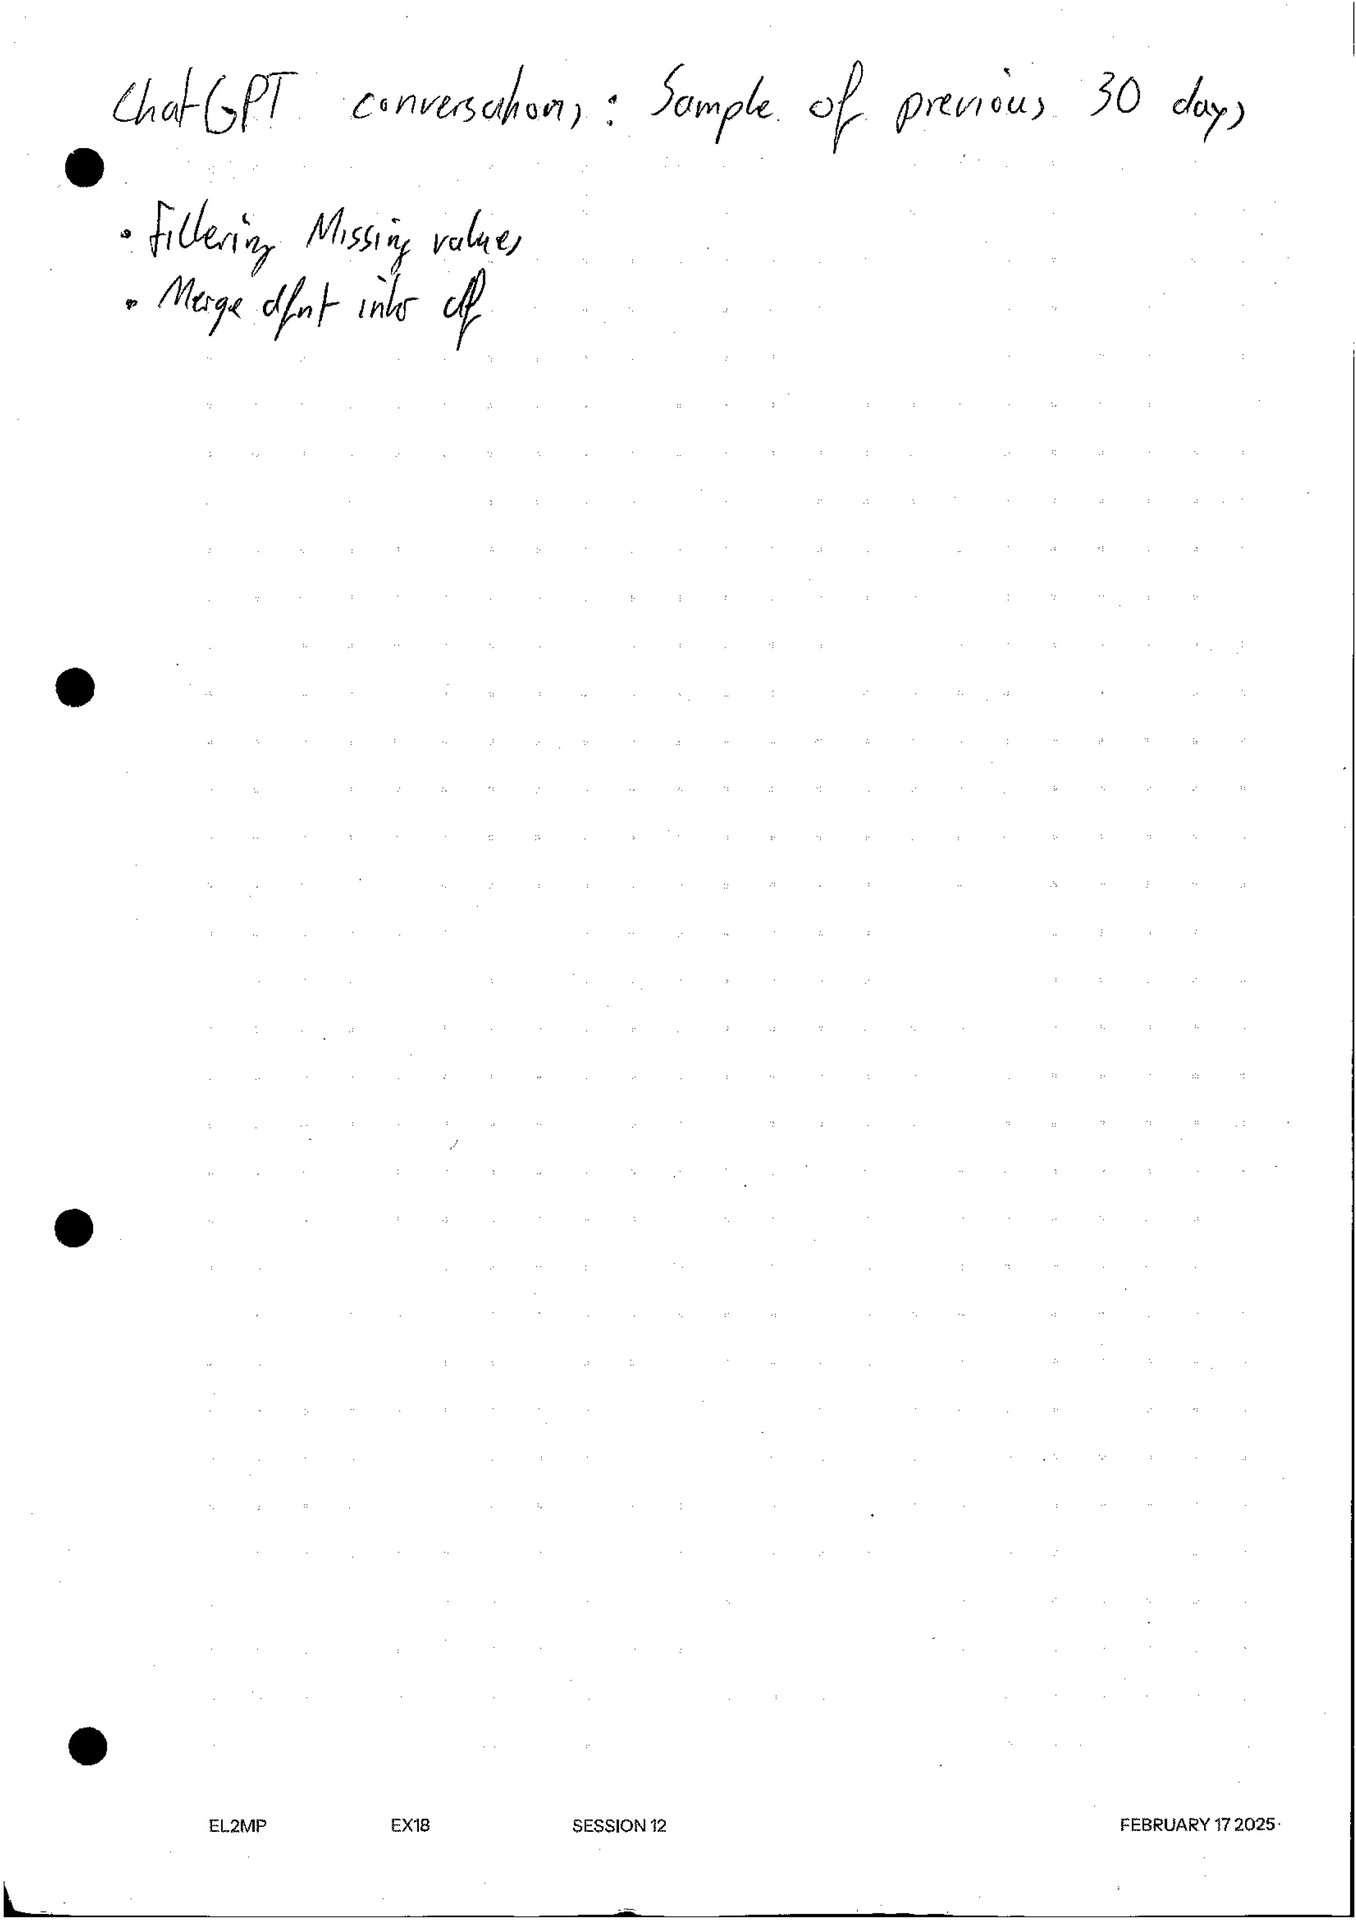 ChatGPT conversations: Sample of previous 30 days
• Filtering Missing values
• Merge dfnt into df
EL2MP EX18 SESSION 12 FEBRUARY 17 2025